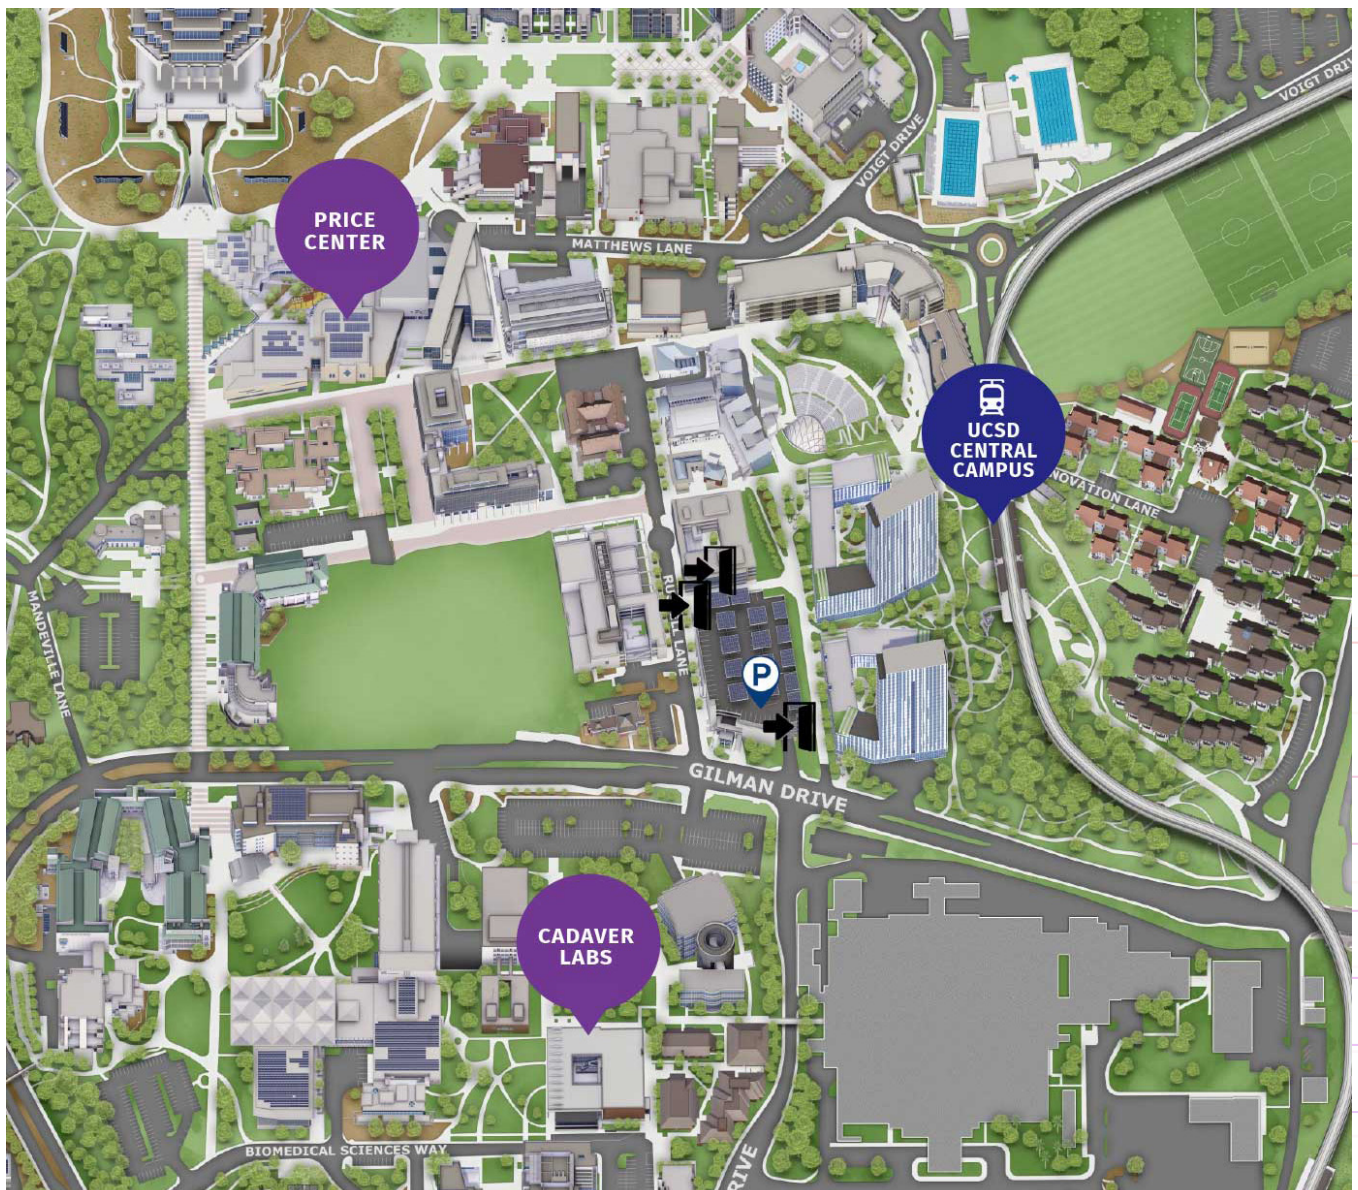 VOIGT DRIVE
VOIGT DRIVE
PRICE
CENTER
MATTHEWS LANE
UCSD
CENTRAL
CAMPUS
NOVATION LANE
MANDEVILLE LANE
LANE
P
GILMAN DRIVE
CADAVER
LABS
BIOMEDICAL SCIENCES WAY
DRIVE